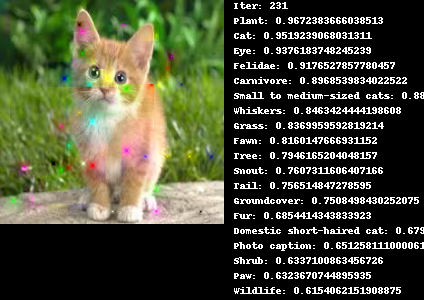 Iter: 231
Plant: 0.9672383666038513
Cat: 0.9519239068031311
Eye: 0.9376183748245239
Felidae: 0.9176527857780457
Carnivore: 0.8968539834022522
Small to medium-sized cats: 0.88
Whiskers: 0.8463424444198608
Grass: 0.8369959592819214
Fawn: 0.8160147666931152
Tree: 0.7946165204048157
Snout: 0.7607311606407166
Tail: 0.756514847278595
Groundcover: 0.7508498430252075
Fur: 0.6854414343833923
Domestic short-haired cat: 0.679
Photo caption: 0.651258111000061
Shrub: 0.6337100863456726
Paw: 0.6323670744895935
Wildlife: 0.6154062151908875